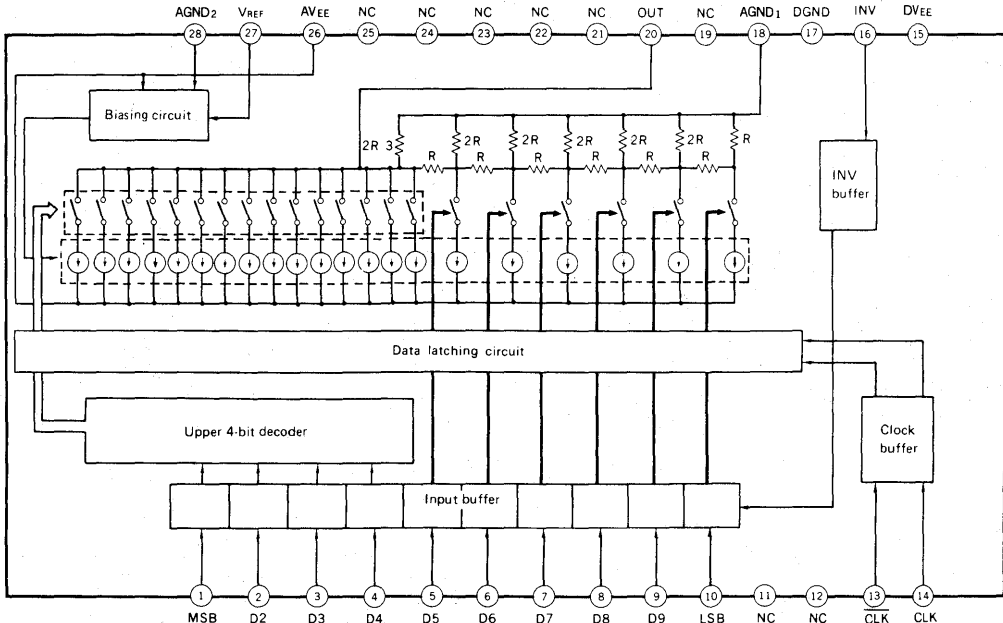 AGND2 VREF AVEE NC NC NC NC NC OUT NC AGND1 DGND INV DVEE
28 27 26 25 24 23 22 21 20 19 18 17 16 15
Biasing circuit
2R 3 2R 2R 2R 2R 2R R
R R R R R R
INV
buffer
Data latching circuit
Upper 4-bit decoder
Clock
buffer
Input buffer
1 2 3 4 5 6 7 8 9 10 11 12 13 14
MSB D2 D3 D4 D5 D6 D7 D8 D9 LSB NC NC CLK CLK